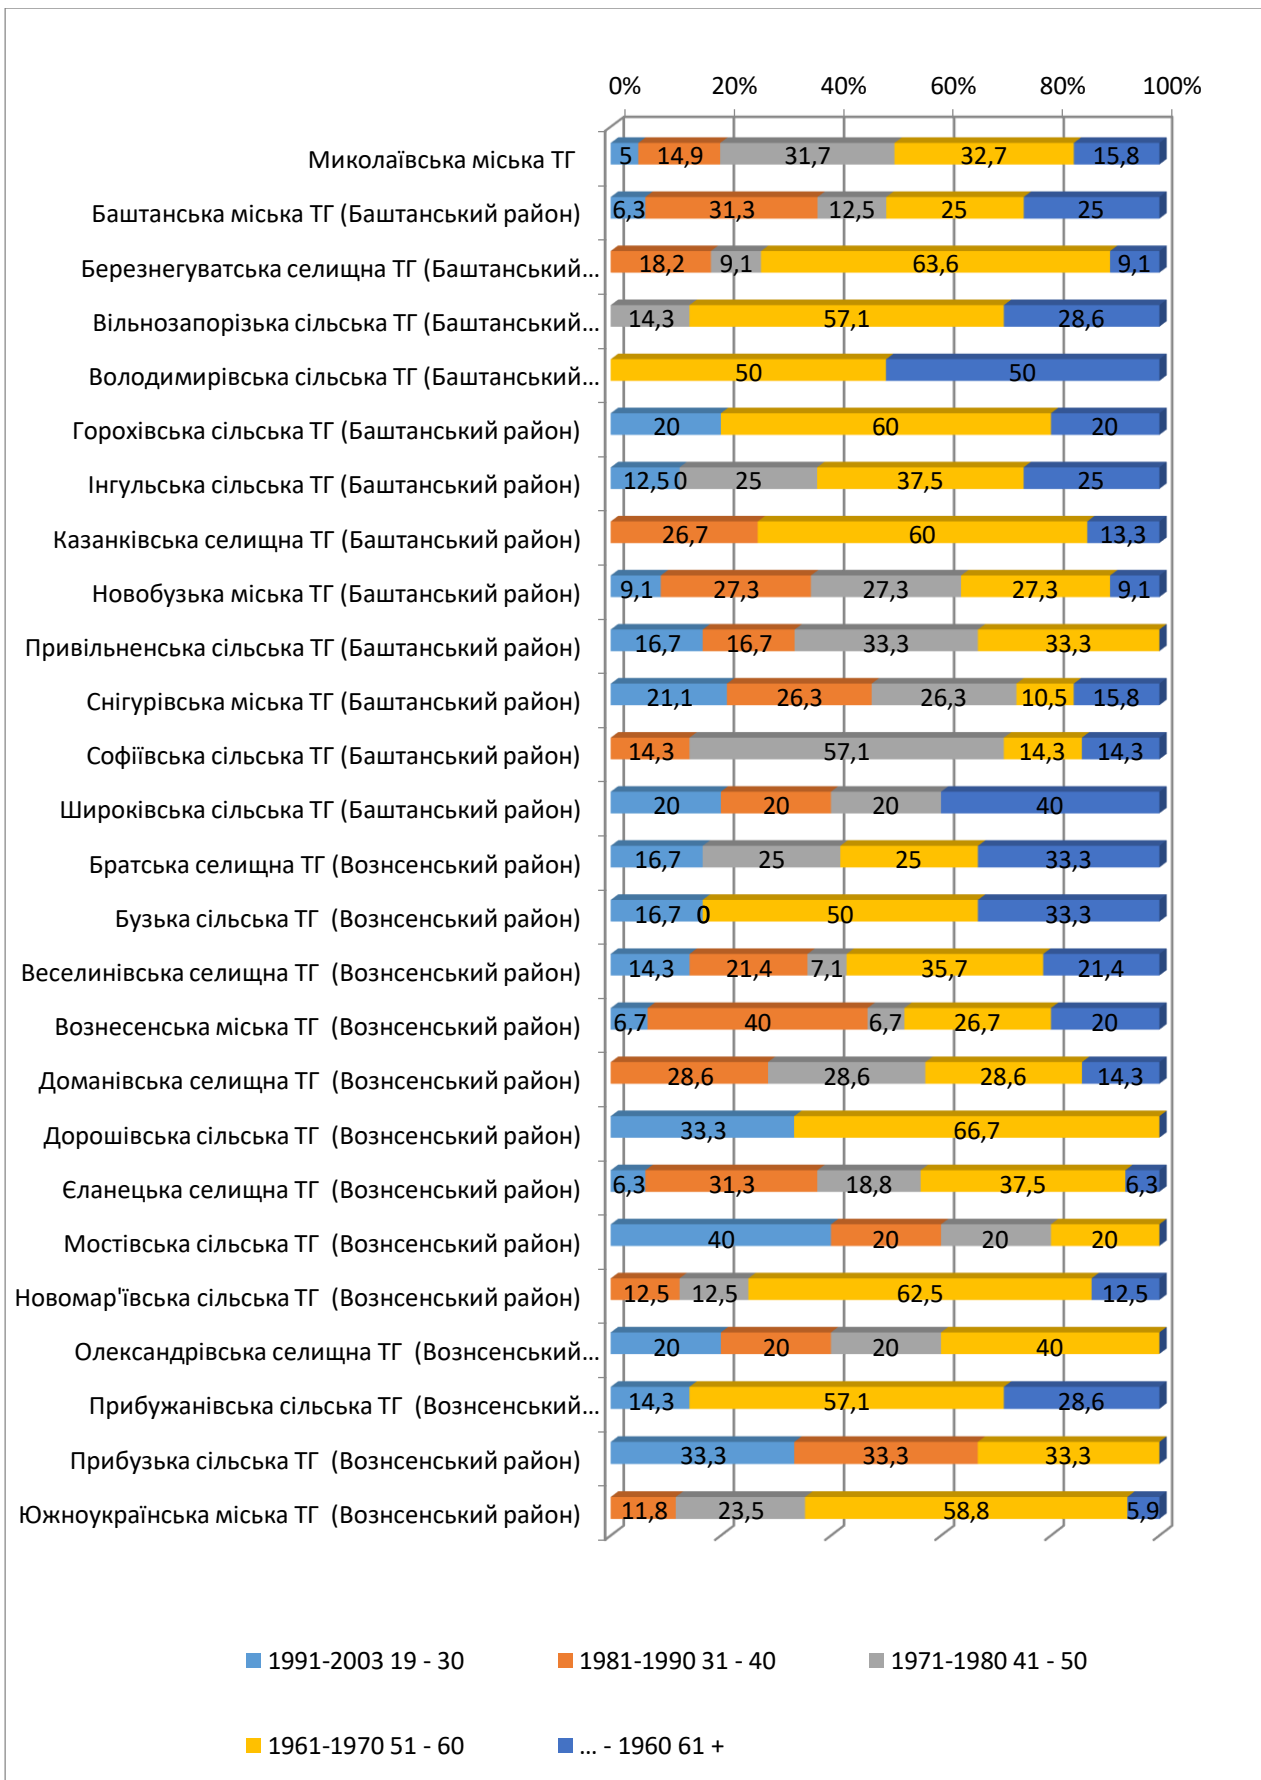 0% 20% 40% 60% 80% 100%
Миколаївська міська ТГ 5 14,9 31,7 32,7 15,8
Баштанська міська ТГ (Баштанський район) 6,3 31,3 12,5 25 25
Березнегуватська селищна ТГ (Баштанський... 18,2 9,1 63,6 9,1
Вільнозапорізька сільська ТГ (Баштанський... 14,3 57,1 28,6
Володимирівська сільська ТГ (Баштанський... 50 50
Горохівська сільська ТГ (Баштанський район) 20 60 20
Інгульська сільська ТГ (Баштанський район) 12,5 0 25 37,5 25
Казанківська селищна ТГ (Баштанський район) 26,7 60 13,3
Новобузька міська ТГ (Баштанський район) 9,1 27,3 27,3 27,3 9,1
Привільненська сільська ТГ (Баштанський район) 16,7 16,7 33,3 33,3
Снігурівська міська ТГ (Баштанський район) 21,1 26,3 26,3 10,5 15,8
Софіївська сільська ТГ (Баштанський район) 14,3 57,1 14,3 14,3
Широківська сільська ТГ (Баштанський район) 20 20 20 40
Братська селищна ТГ (Вознсенський район) 16,7 25 25 33,3
Бузька сільська ТГ (Вознсенський район) 16,7 0 50 33,3
Веселинівська селищна ТГ (Вознсенський район) 14,3 21,4 7,1 35,7 21,4
Вознесенська міська ТГ (Вознсенський район) 6,7 40 6,7 26,7 20
Доманівська селищна ТГ (Вознсенський район) 28,6 28,6 28,6 14,3
Дорошівська сільська ТГ (Вознсенський район) 33,3 66,7
Єланецька селищна ТГ (Вознсенський район) 6,3 31,3 18,8 37,5 6,3
Мостівська сільська ТГ (Вознсенський район) 40 20 20 20
Новомар'ївська сільська ТГ (Вознсенський район) 12,5 12,5 62,5 12,5
Олександрівська селищна ТГ (Вознсенський... 20 20 20 40
Прибужанівська сільська ТГ (Вознсенський... 14,3 57,1 28,6
Прибузька сільська ТГ (Вознсенський район) 33,3 33,3 33,3
Южноукраїнська міська ТГ (Вознсенський район) 11,8 23,5 58,8 5,9
1991-2003 19 - 30 1981-1990 31 - 40 1971-1980 41 - 50
1961-1970 51 - 60 ... - 1960 61 +